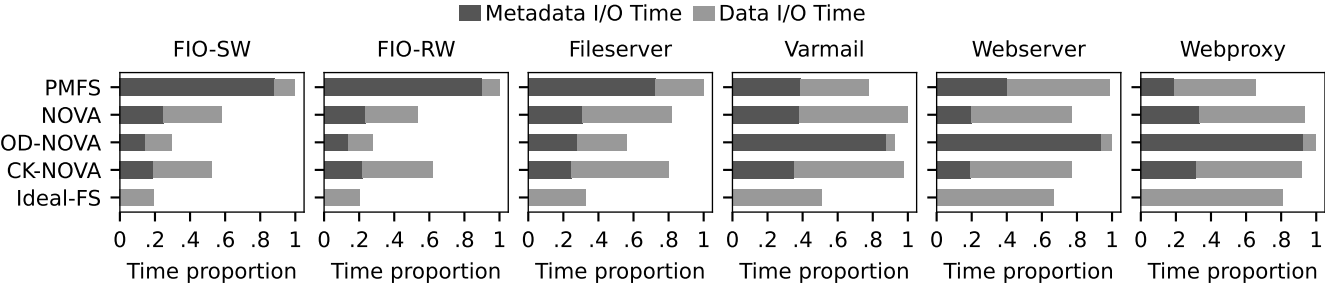 Metadata I/O Time Data I/O Time
FIO-SW FIO-RW Fileserver Varmail Webserver Webproxy
PMFS
NOVA
OD-NOVA
CK-NOVA
Ideal-FS
0 .2 .4 .6 .8 1 0 .2 .4 .6 .8 1 0 .2 .4 .6 .8 1 0 .2 .4 .6 .8 1 0 .2 .4 .6 .8 1 0 .2 .4 .6 .8 1
Time proportion Time proportion Time proportion Time proportion Time proportion Time proportion